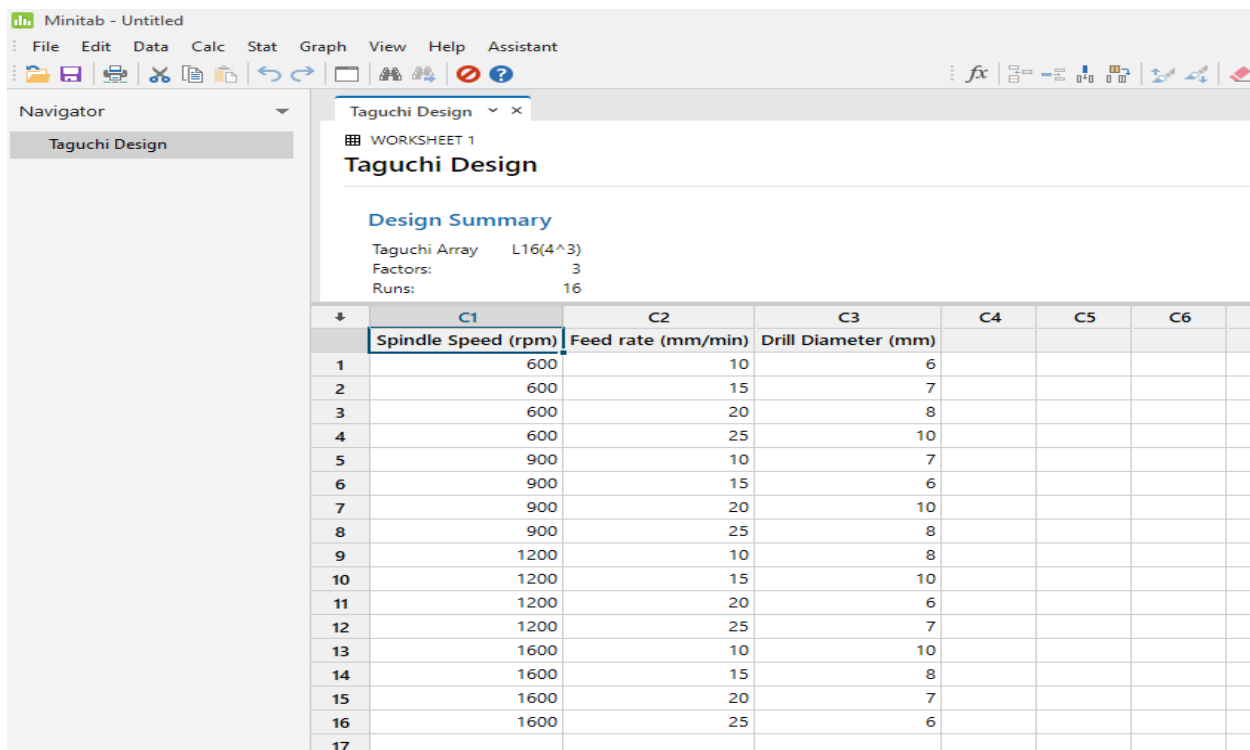 Minitab - Untitled
File Edit Data Calc Stat Graph View Help Assistant
fx
Navigator
Taguchi Design
Taguchi Design
WORKSHEET 1
Taguchi Design
Design Summary
Taguchi Array L16(4^3)
Factors: 3
Runs: 16
C1 C2 C3 C4 C5 C6
Spindle Speed (rpm) Feed rate (mm/min) Drill Diameter (mm)
1 600 10 6
2 600 15 7
3 600 20 8
4 600 25 10
5 900 10 7
6 900 15 6
7 900 20 10
8 900 25 8
9 1200 10 8
10 1200 15 10
11 1200 20 6
12 1200 25 7
13 1600 10 10
14 1600 15 8
15 1600 20 7
16 1600 25 6
17